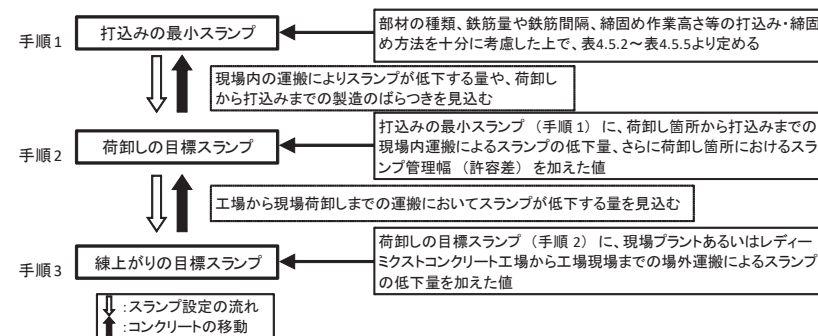 手順1
打込みの最小スランプ
部材の種類、鉄筋量や鉄筋間隔、締固め作業高さ等の打込み・締固
め方法を十分に考慮した上で、表4.5.2～表4.5.5より定める
現場内の運搬によりスランプが低下する量や、荷卸し
から打込みまでの製造のばらつきを見込む
手順2
荷卸しの目標スランプ
打込みの最小スランプ（手順 1）に、荷卸し箇所から打込みまでの
現場内運搬によるスランプの低下量、さらに荷卸し箇所におけるスラ
ンプ管理幅（許容差）を加えた値
工場から現場荷卸しまでの運搬においてスランプが低下する量を見込む
手順3
練上がりの目標スランプ
荷卸しの目標スランプ（手順 2）に、現場プラントあるいはレディー
ミクストコンクリート工場から工場現場までの場外運搬によるスランプ
の低下量を加えた値
:スランプ設定の流れ
:コンクリートの移動